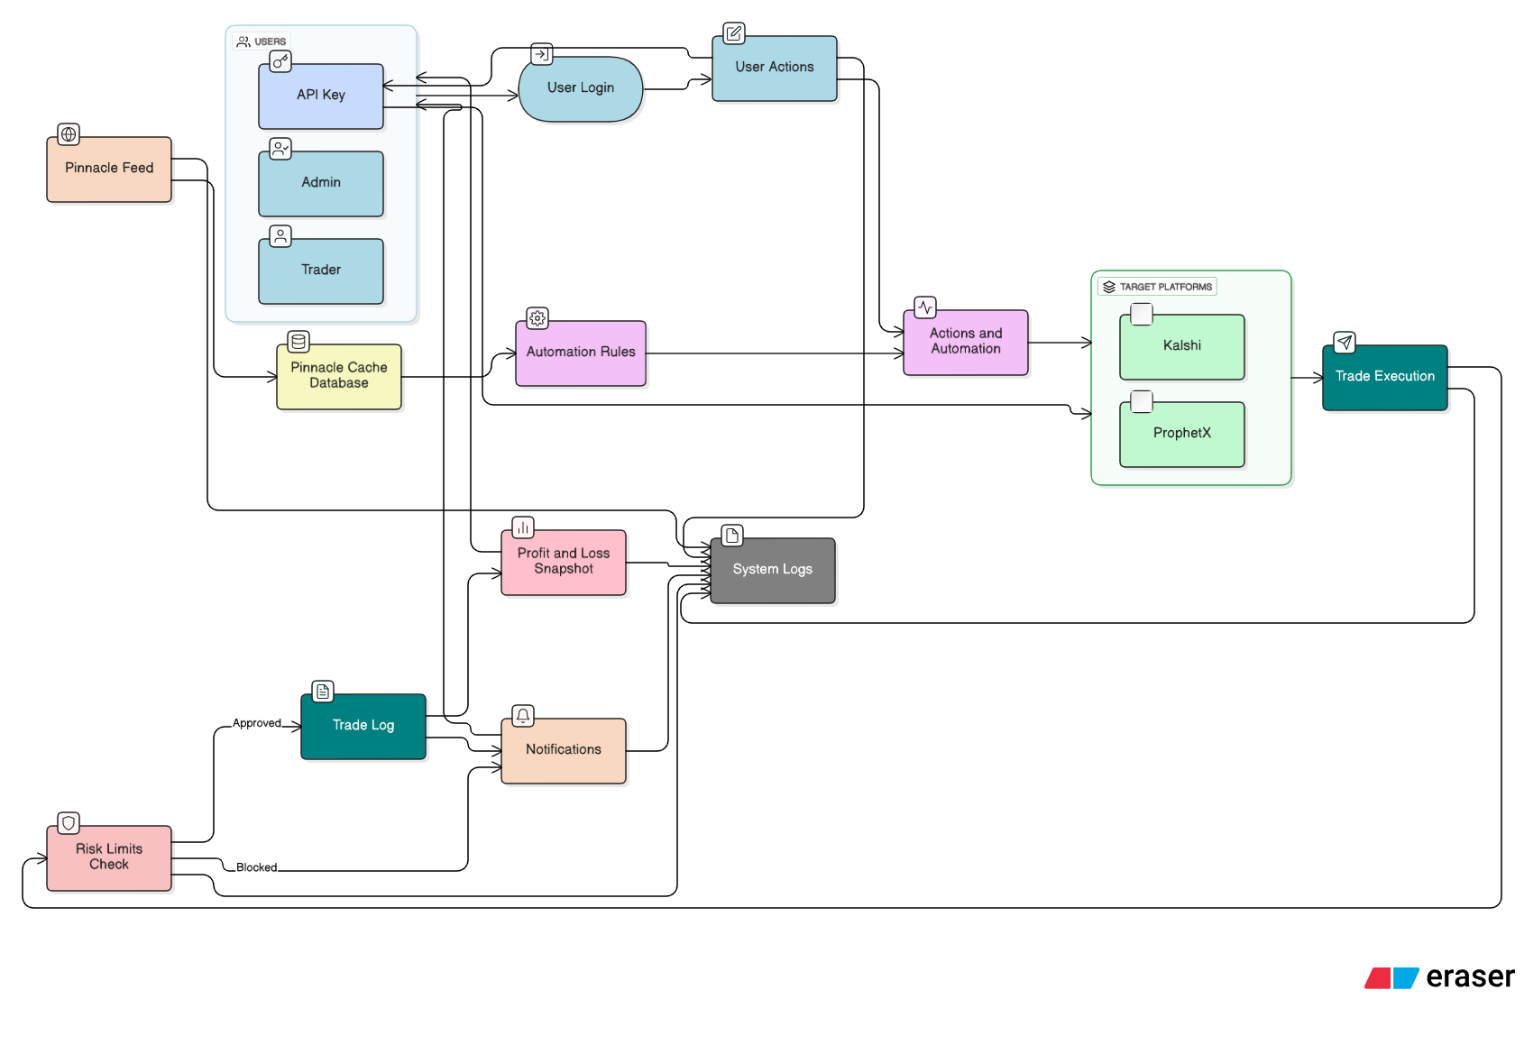 USERS
API Key
User Login
User Actions
Pinnacle Feed
Admin
Trader
TARGET PLATFORMS
Kalshi
ProphetX
Actions and
Automation
Automation Rules
Pinnacle Cache
Database
Trade Execution
Profit and Loss
Snapshot
System Logs
Approved
Trade Log
Notifications
Risk Limits
Check
Blocked
eraser